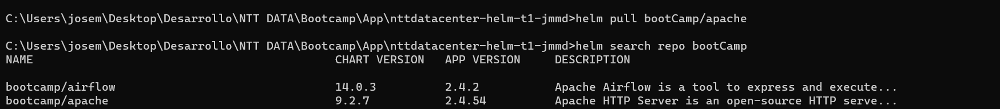 C:\Users\josem\Desktop\Desarrollo\NTT DATA\Bootcamp\App\nttdatacenter-helm-t1-jmmd>helm pull bootCamp/apache
C:\Users\josem\Desktop\Desarrollo\NTT DATA\Bootcamp\App\nttdatacenter-helm-t1-jmmd>helm search repo bootCamp
NAME CHART VERSION APP VERSION DESCRIPTION
bootcamp/airflow 14.0.3 2.4.2 Apache Airflow is a tool to express and execute...
bootcamp/apache 9.2.7 2.4.54 Apache HTTP Server is an open-source HTTP serve...